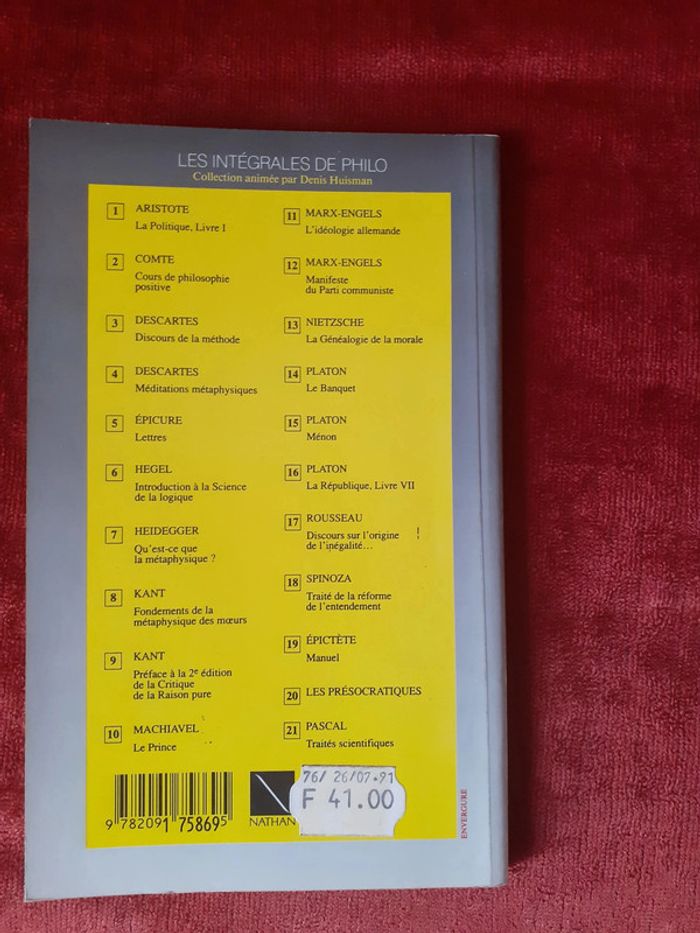 LES INTÉGRALES DE PHILO
Collection animée par Denis Huisman
1 ARISTOTE
La Politique, Livre I
2 COMTE
Cours de philosophie
positive
3 DESCARTES
Discours de la méthode
4 DESCARTES
Méditations métaphysiques
5 ÉPICURE
Lettres
6 HEGEL
Introduction à la Science
de la logique
7 HEIDEGGER
Qu'est-ce que
la métaphysique ?
8 KANT
Fondements de la
métaphysique des mœurs
9 KANT
Préface à la 2e édition
de la Critique
de la Raison pure
10 MACHIAVEL
Le Prince
11 MARX-ENGELS
L'idéologie allemande
12 MARX-ENGELS
Manifeste
du Parti communiste
13 NIETZSCHE
La Généalogie de la morale
14 PLATON
Le Banquet
15 PLATON
Ménon
16 PLATON
La République, Livre VII
17 ROUSSEAU
Discours sur l'origine
de l'inégalité...
18 SPINOZA
Traité de la réforme
de l'entendement
19 ÉPICTÈTE
Manuel
20 LES PRÉSOCRATIQUES
21 PASCAL
Traités scientifiques
9 782091 758695
NATHAN
76/ 26/07.91
F 41.00
ENVERGURE